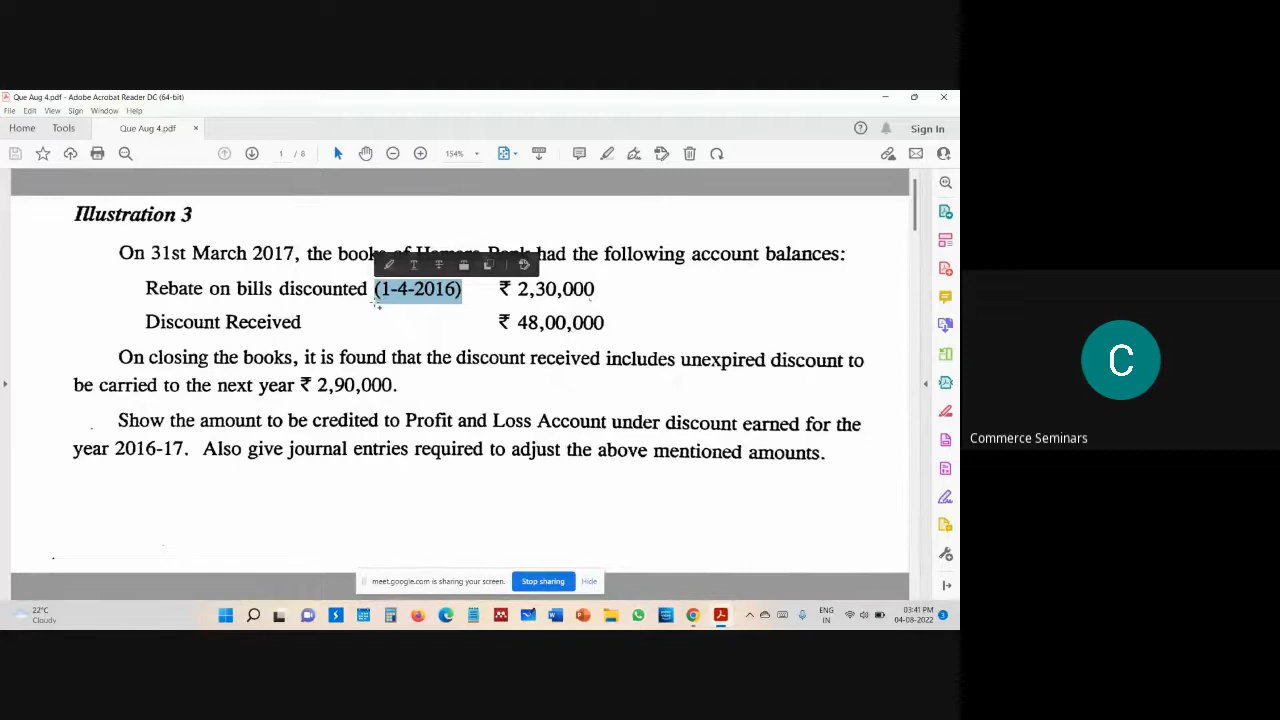 Que Aug 4.pdf - Adobe Acrobat Reader DC (64-bit)
File Edit View Sign Window Help
Home Tools Que Aug 4.pdf × Sign In
1 / 8 154%
Illustration 3
On 31st March 2017, the books of Bank had the following account balances:
Rebate on bills discounted (1-4-2016) ₹ 2,30,000
Discount Received ₹ 48,00,000
On closing the books, it is found that the discount received includes unexpired discount to
be carried to the next year ₹ 2,90,000.
Show the amount to be credited to Profit and Loss Account under discount earned for the
year 2016-17. Also give journal entries required to adjust the above mentioned amounts.
C
Commerce Seminars
meet.google.com is sharing your screen. Stop sharing Hide
22°C
Cloudy
ENG
IN
03:41 PM
04-08-2022
3